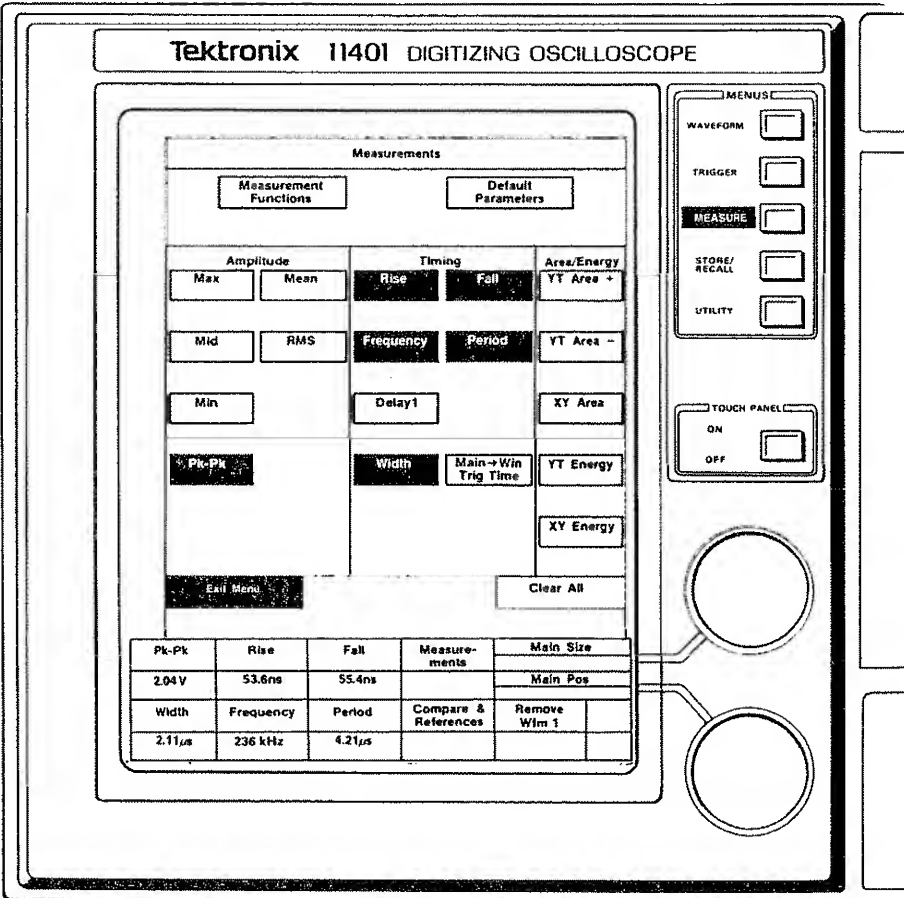 Tektronix 11401 DIGITIZING OSCILLOSCOPE
MENUS
WAVEFORM
TRIGGER
MEASURE
STORE/
RECALL
UTILITY
TOUCH PANEL
ON
OFF
Measurements
Measurement
Functions
Default
Parameters
Amplitude Timing Area/Energy
Max Mean Rise Fall YT Area +
Mid RMS Frequency Period YT Area −
Min Delay1 XY Area
Pk-Pk Width Main→Win
Trig Time YT Energy
XY Energy
Exit Menu Clear All
Pk-Pk Rise Fall Measure-
ments Main Size
2.04V 53.6ns 55.4ns Main Pos
Width Frequency Period Compare &
References Remove
Wfm 1
2.11µs 236 kHz 4.21µs